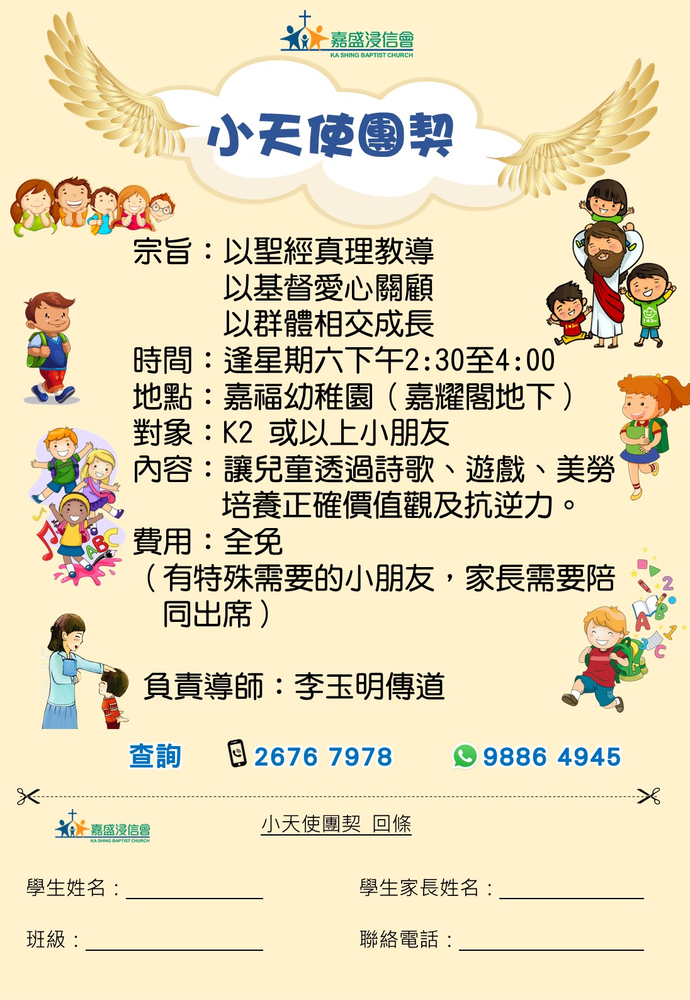 嘉盛浸信會
KA SHING BAPTIST CHURCH
小天使團契
宗旨：以聖經真理教導
以基督愛心關顧
以群體相交成長
時間：逢星期六下午2:30至4:00
地點：嘉福幼稚園（嘉耀閣地下）
對象：K2 或以上小朋友
內容：讓兒童透過詩歌、遊戲、美勞
培養正確價值觀及抗逆力。
費用：全免
（有特殊需要的小朋友，家長需要陪
同出席）
負責導師：李玉明傳道
查詢 2676 7978 9886 4945
嘉盛浸信會
KA SHING BAPTIST CHURCH
小天使團契 回條
學生姓名：
學生家長姓名：
班級：
聯絡電話：